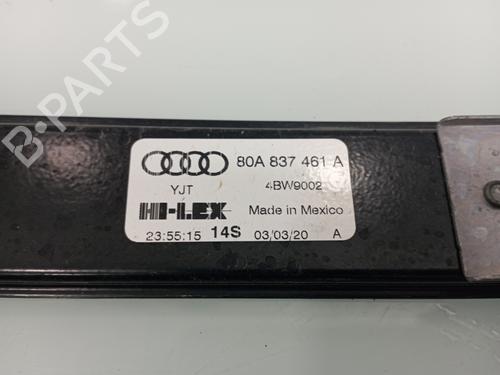 80A 837 461 A
YJT 4BW9002
HI-LEX Made in Mexico
23:55:15 14S 03/03/20 A
B-PARTS